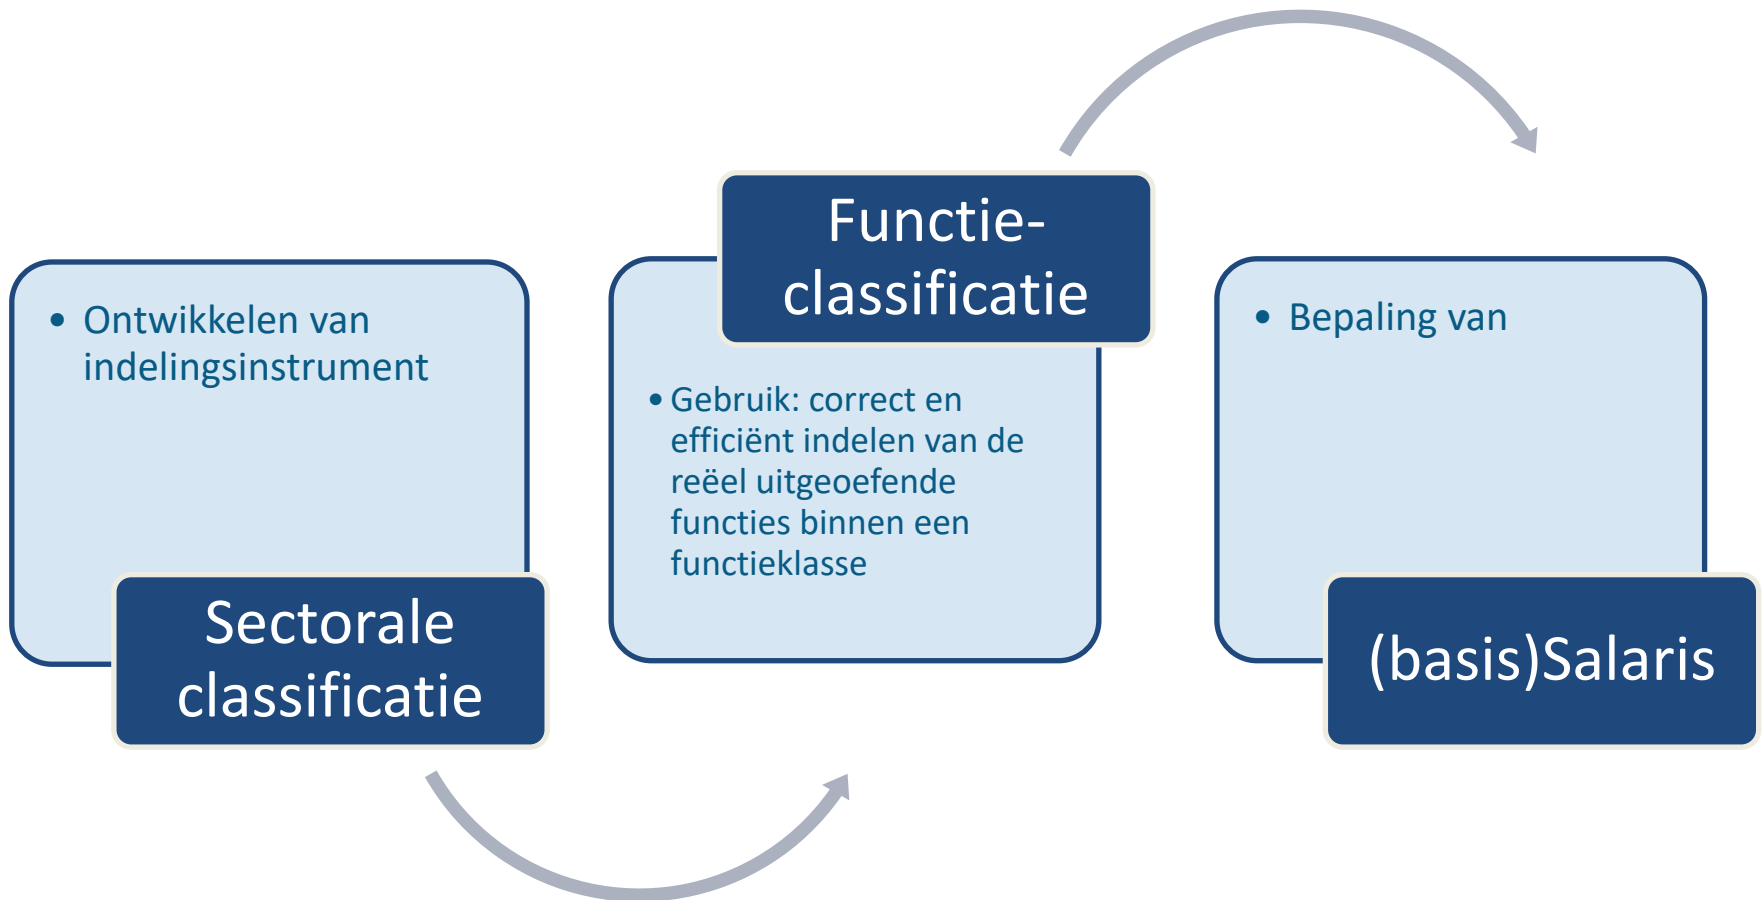 • Ontwikkelen van
indelingsinstrument
Sectorale
classificatie
Functie-
classificatie
• Gebruik: correct en
efficiënt indelen van de
reëel uitgeoefende
functies binnen een
functieklasse
• Bepaling van
(basis)Salaris